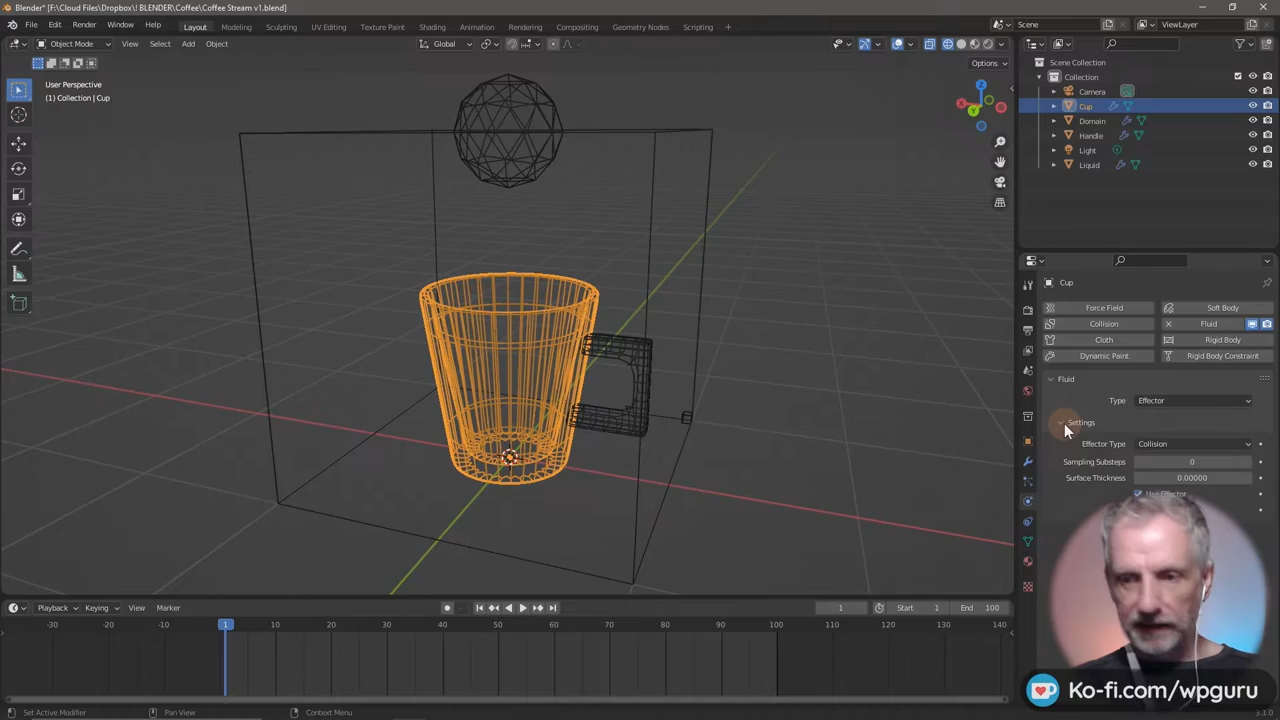 Blender* [F:\Cloud Files\Dropbox\! BLENDER\Coffee\Coffee Stream v1.blend]
File Edit Render Window Help Layout Modeling Sculpting UV Editing Texture Paint Shading Animation Rendering Compositing Geometry Nodes Scripting + Scene ViewLayer
Object Mode View Select Add Object Global
Options
User Perspective
(1) Collection | Cup
Z
X
Y
Scene Collection
Collection
Camera
Cup
Domain
Handle
Light
Liquid
Cup
Force Field Soft Body
Collision Fluid
Cloth Rigid Body
Dynamic Paint Rigid Body Constraint
Fluid
Type Effector
Settings
Effector Type Collision
Sampling Substeps 0
Surface Thickness 0.00000
Use Effector
Playback Keying View Marker 1 Start 1 End 100
-30 -20 -10 1 10 20 30 40 50 60 70 80 90 100 110 120 130 140
Ko-fi.com/wpguru
Set Active Modifier Pan View Context Menu 3.1.0